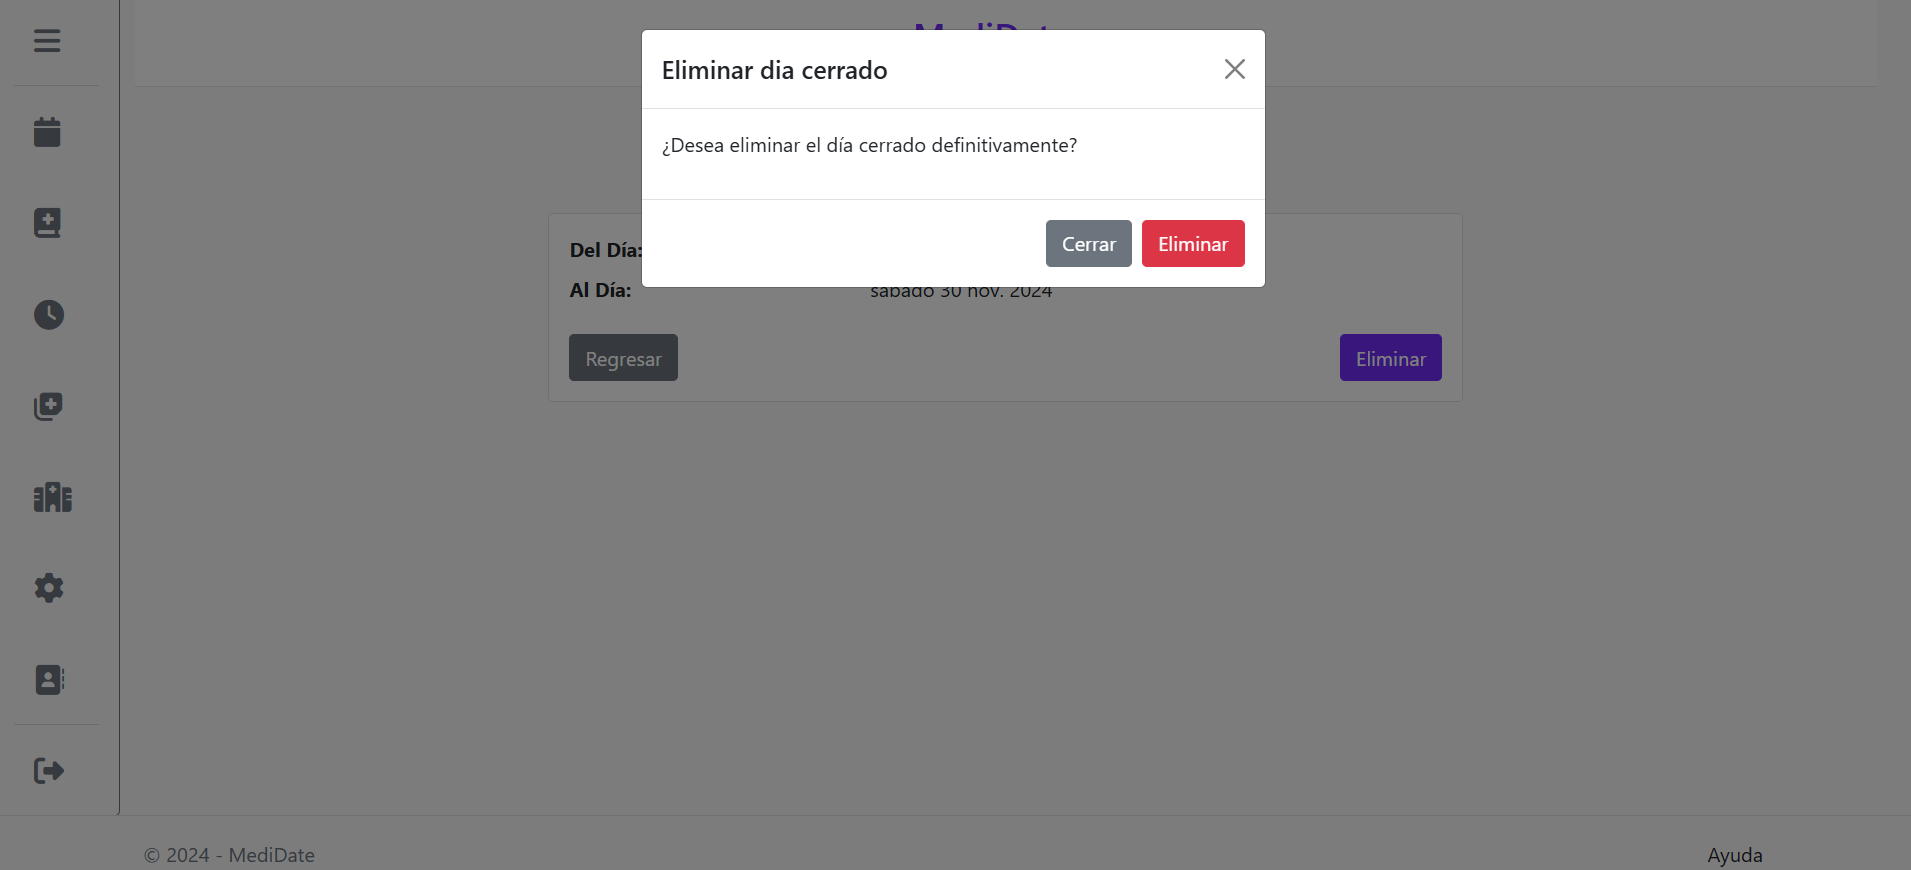 Eliminar dia cerrado
¿Desea eliminar el día cerrado definitivamente?
Cerrar Eliminar
Del Día:
Al Día: sábado 30 nov. 2024
Regresar Eliminar
© 2024 - MediDate Ayuda